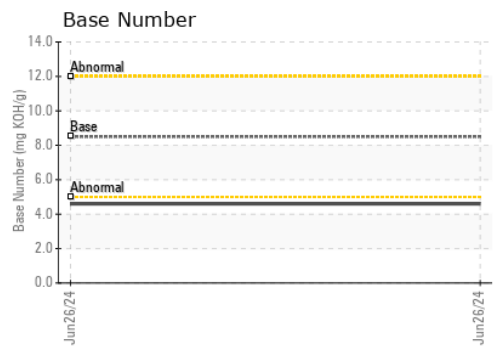 Base Number
Base Number (mg KOH/g)
14.0
12.0
10.0
8.0
6.0
4.0
2.0
0.0
Abnormal
Base
Abnormal
Jun26/24
Jun26/24